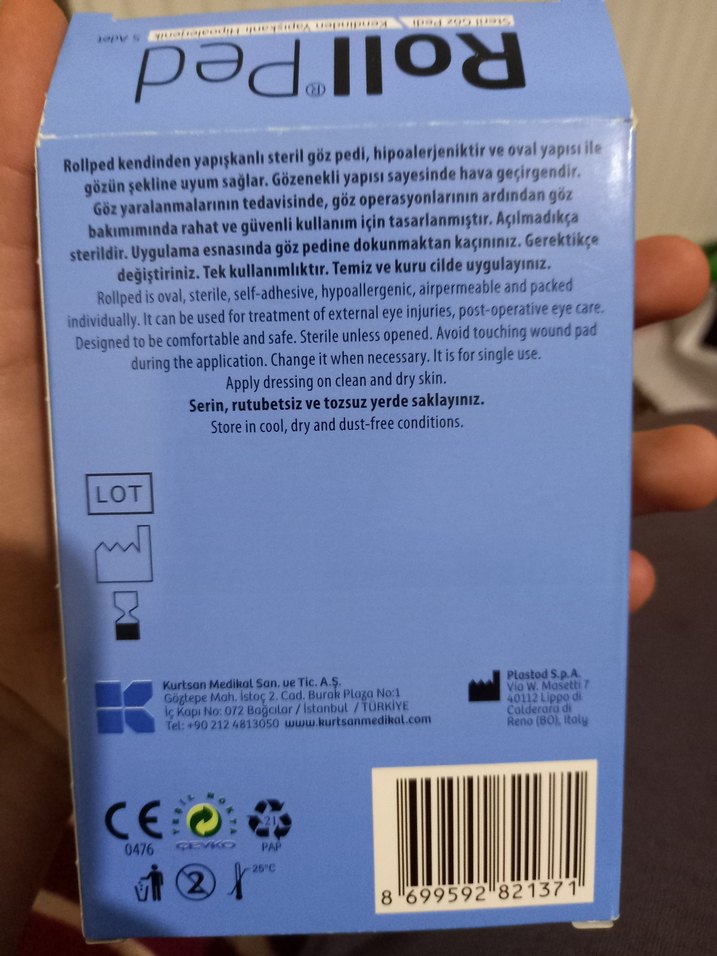 Steril Göz Pedi Kendinden Yapışkanlı Hipoalerjenik 5 Adet
RollPed®
Rollped kendinden yapışkanlı steril göz pedi, hipoalerjeniktir ve oval yapısı ile
gözün şekline uyum sağlar. Gözenekli yapısı sayesinde hava geçirgendir.
Göz yaralanmalarının tedavisinde, göz operasyonlarının ardından göz
bakımımında rahat ve güvenli kullanım için tasarlanmıştır. Açılmadıkça
sterildir. Uygulama esnasında göz pedine dokunmaktan kaçınınız. Gerektikçe
değiştiriniz. Tek kullanımlıktır. Temiz ve kuru cilde uygulayınız.
Rollped is oval, sterile, self-adhesive, hypoallergenic, airpermeable and packed
individually. It can be used for treatment of external eye injuries, post-operative eye care.
Designed to be comfortable and safe. Sterile unless opened. Avoid touching wound pad
during the application. Change it when necessary. It is for single use.
Apply dressing on clean and dry skin.
Serin, rutubetsiz ve tozsuz yerde saklayınız.
Store in cool, dry and dust-free conditions.
LOT
Kurtsan Medikal San. ve Tic. A.Ş.
Göztepe Mah. İstoç 2. Cad. Burak Plaza No:1
İç Kapı No: 072 Bağcılar / İstanbul / TÜRKİYE
Tel: +90 212 4813050 www.kurtsanmedikal.com
Plastod S.p.A.
Via W. Masetti 7
40112 Lippo di
Calderara di
Reno (BO), Italy
CE
0476
YEŞİL NOKTA
ÇEVKO
21
PAP
2
25°C
8 699592 821371